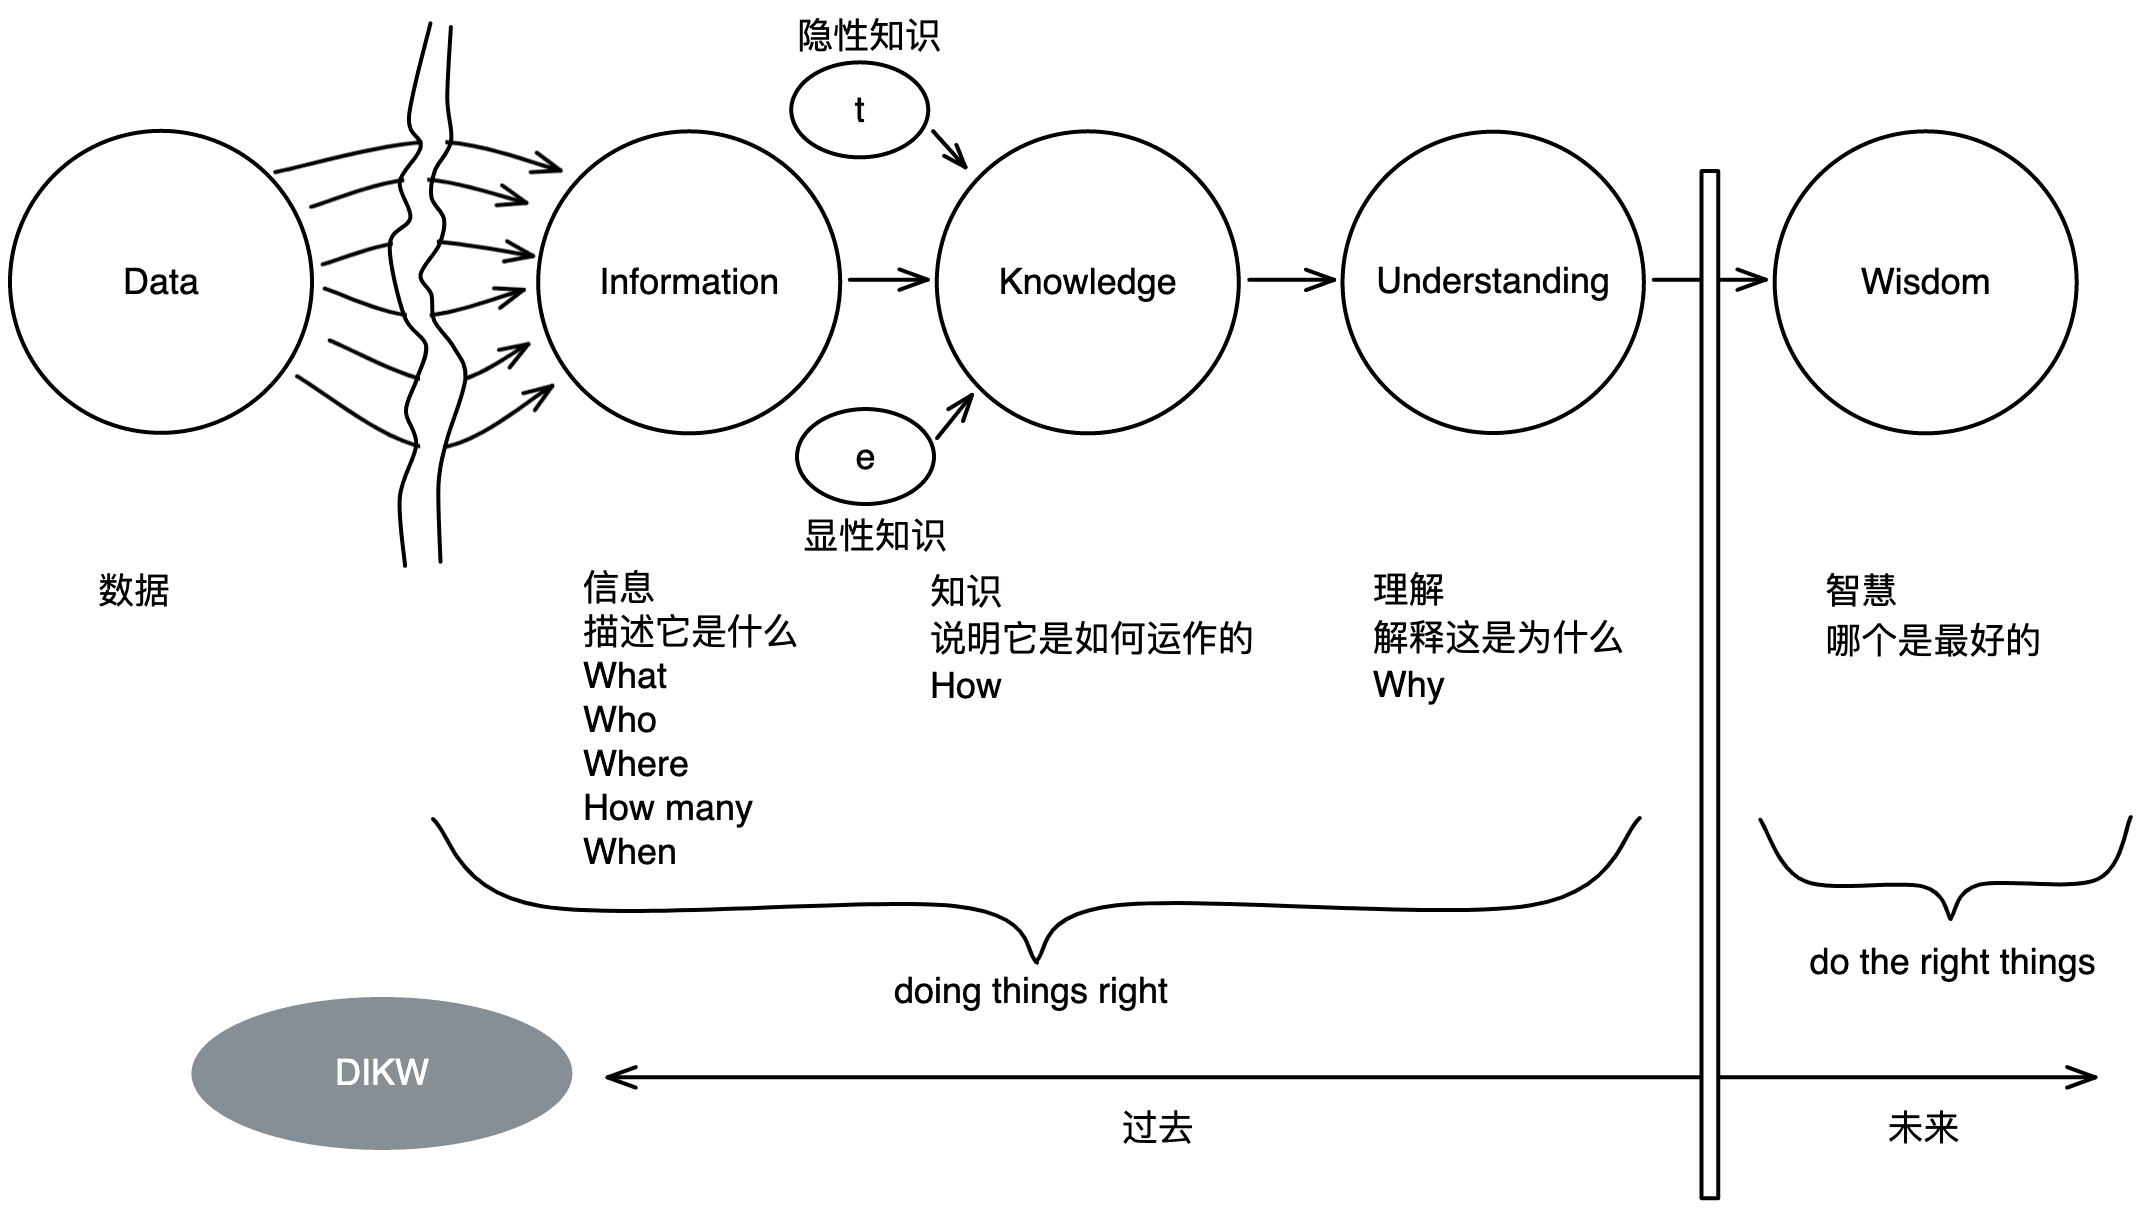 隐性知识
t
Data
Information
Knowledge
Understanding
Wisdom
e
显性知识
数据
信息
描述它是什么
What
Who
Where
How many
When
知识
说明它是如何运作的
How
理解
解释这是为什么
Why
智慧
哪个是最好的
doing things right
do the right things
DIKW
过去
未来